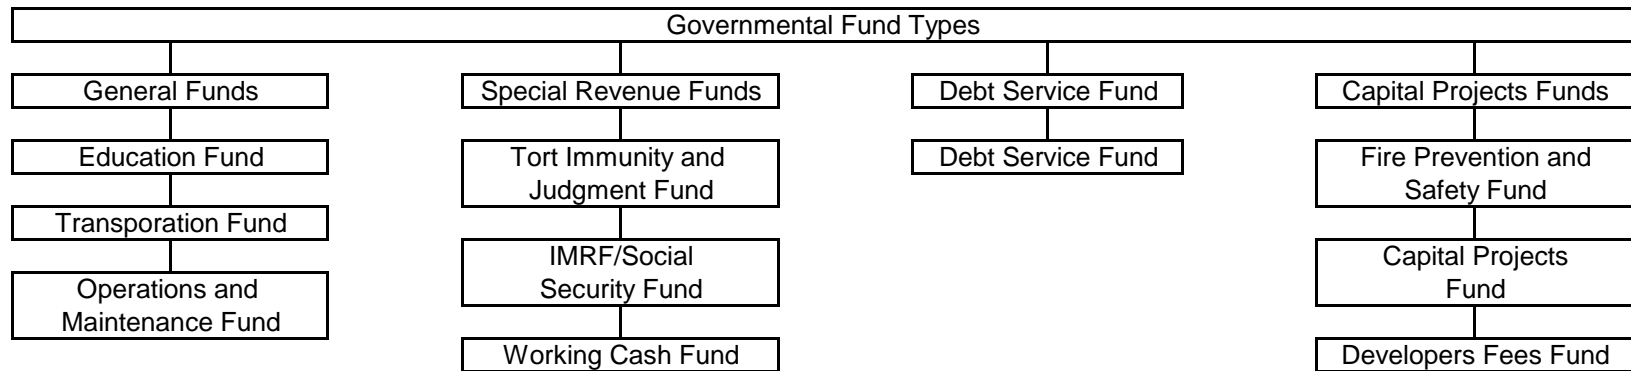 Governmental Fund Types
General Funds
Special Revenue Funds
Debt Service Fund
Capital Projects Funds
Education Fund
Tort Immunity and
Judgment Fund
Debt Service Fund
Fire Prevention and
Safety Fund
Transporation Fund
IMRF/Social
Security Fund
Capital Projects
Fund
Operations and
Maintenance Fund
Working Cash Fund
Developers Fees Fund